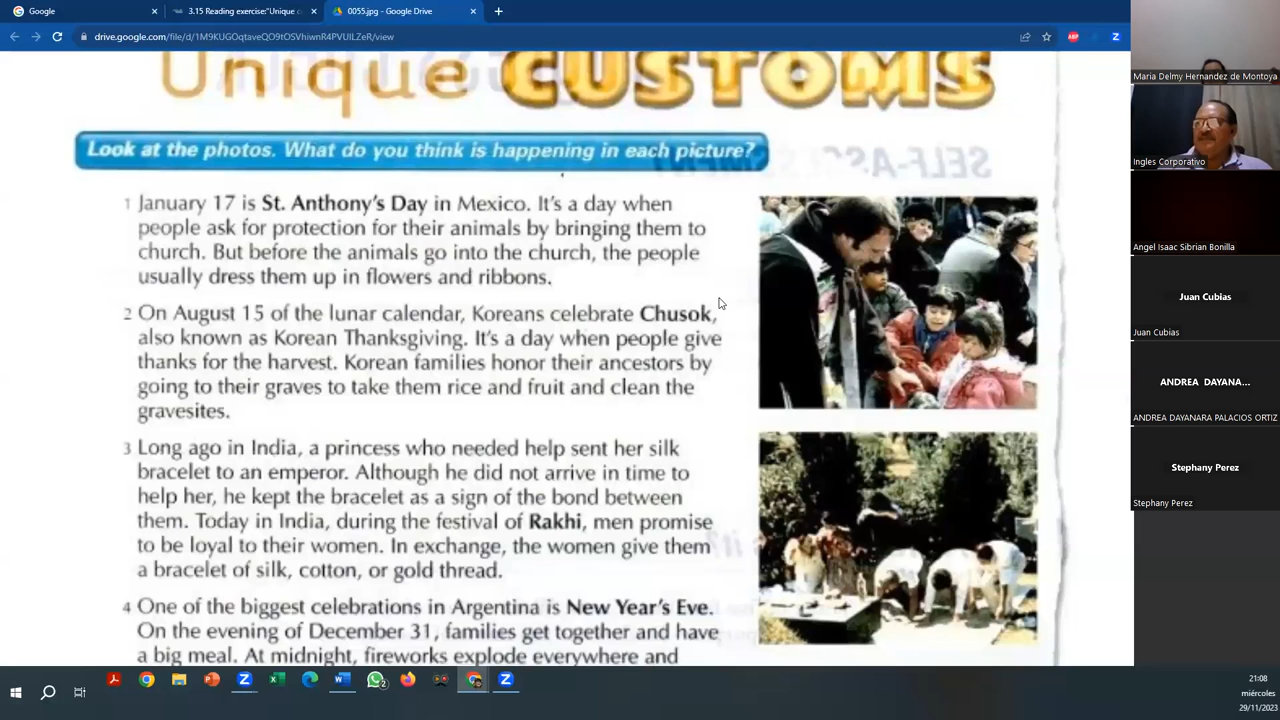 Google
3.15 Reading exercise:"Unique c
0055.jpg - Google Drive
drive.google.com/file/d/1M9KUGOqtaveQO9tOSVhiwnR4PVUlLZeR/view
Unique CUSTOMS
Look at the photos. What do you think is happening in each picture?
1 January 17 is St. Anthony's Day in Mexico. It's a day when
people ask for protection for their animals by bringing them to
church. But before the animals go into the church, the people
usually dress them up in flowers and ribbons.
2 On August 15 of the lunar calendar, Koreans celebrate Chusok,
also known as Korean Thanksgiving. It's a day when people give
thanks for the harvest. Korean families honor their ancestors by
going to their graves to take them rice and fruit and clean the
gravesites.
3 Long ago in India, a princess who needed help sent her silk
bracelet to an emperor. Although he did not arrive in time to
help her, he kept the bracelet as a sign of the bond between
them. Today in India, during the festival of Rakhi, men promise
to be loyal to their women. In exchange, the women give them
a bracelet of silk, cotton, or gold thread.
4 One of the biggest celebrations in Argentina is New Year's Eve.
On the evening of December 31, families get together and have
a big meal. At midnight, fireworks explode everywhere and
Maria Delmy Hernandez de Montoya
Ingles Corporativo
Angel Isaac Sibrian Bonilla
Juan Cubias
Juan Cubias
ANDREA DAYANA...
ANDREA DAYANARA PALACIOS ORTIZ
Stephany Perez
Stephany Perez
21:08
miércoles
29/11/2023